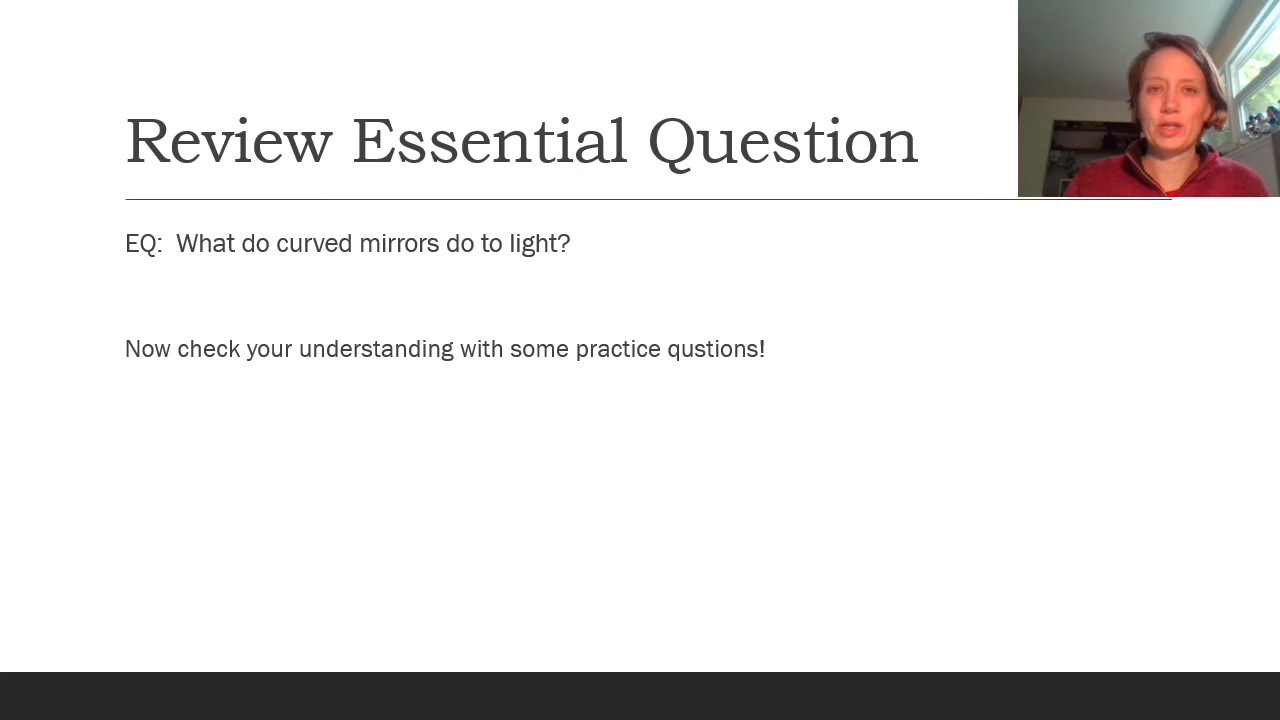 Review Essential Question
EQ: What do curved mirrors do to light?
Now check your understanding with some practice qustions!